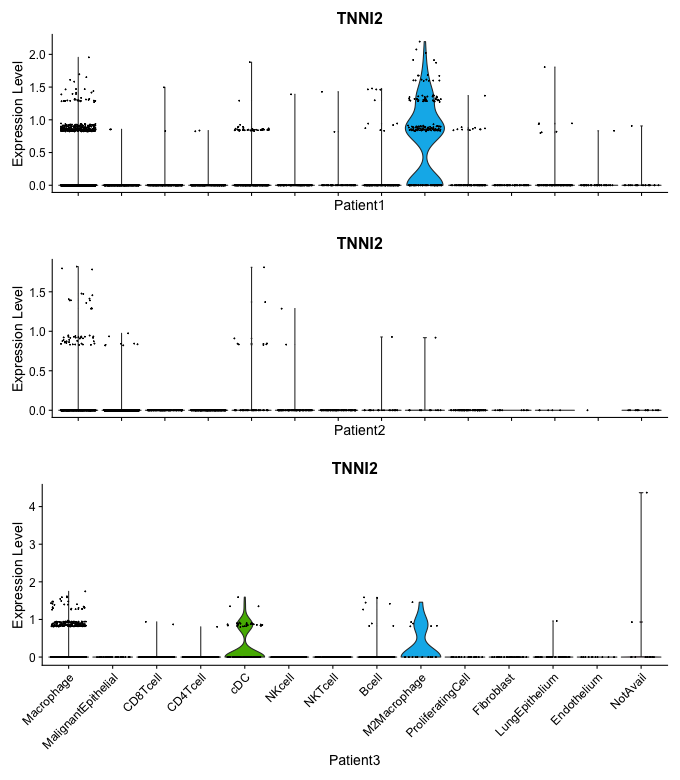 TNNI2
Expression Level
2.0
1.5
1.0
0.5
0.0
Patient1
TNNI2
Expression Level
1.5
1.0
0.5
0.0
Patient2
TNNI2
Expression Level
4
3
2
1
0
Macrophage
MalignantEpithelial
CD8Tcell
CD4Tcell
cDC
NKcell
NKTcell
Bcell
M2Macrophage
ProliferatingCell
Fibroblast
LungEpithelium
Endothelium
NotAvail
Patient3